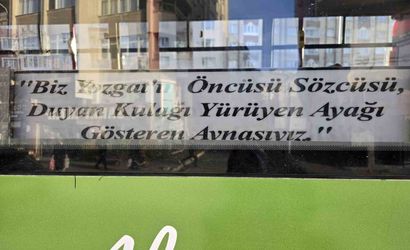 "Biz Yozgat'ın Öncüsü Sözcüsü,
Duyan Kulağı Yürüyen Ayağı
Gösteren Aynasıyız."